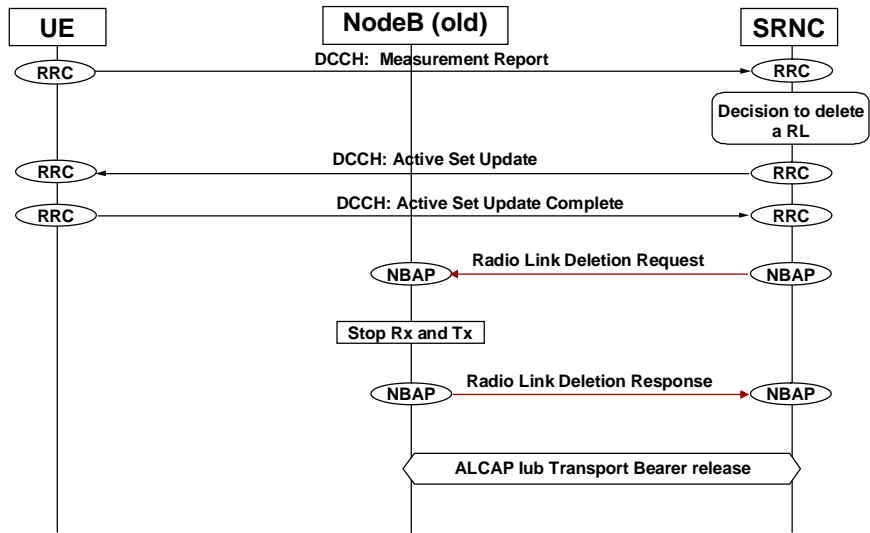 UE
NodeB (old)
SRNC
DCCH: Measurement Report
RRC
RRC
Decision to delete
a RL
DCCH: Active Set Update
RRC
RRC
DCCH: Active Set Update Complete
RRC
RRC
Radio Link Deletion Request
NBAP
NBAP
Stop Rx and Tx
Radio Link Deletion Response
NBAP
NBAP
ALCAP Iub Transport Bearer release